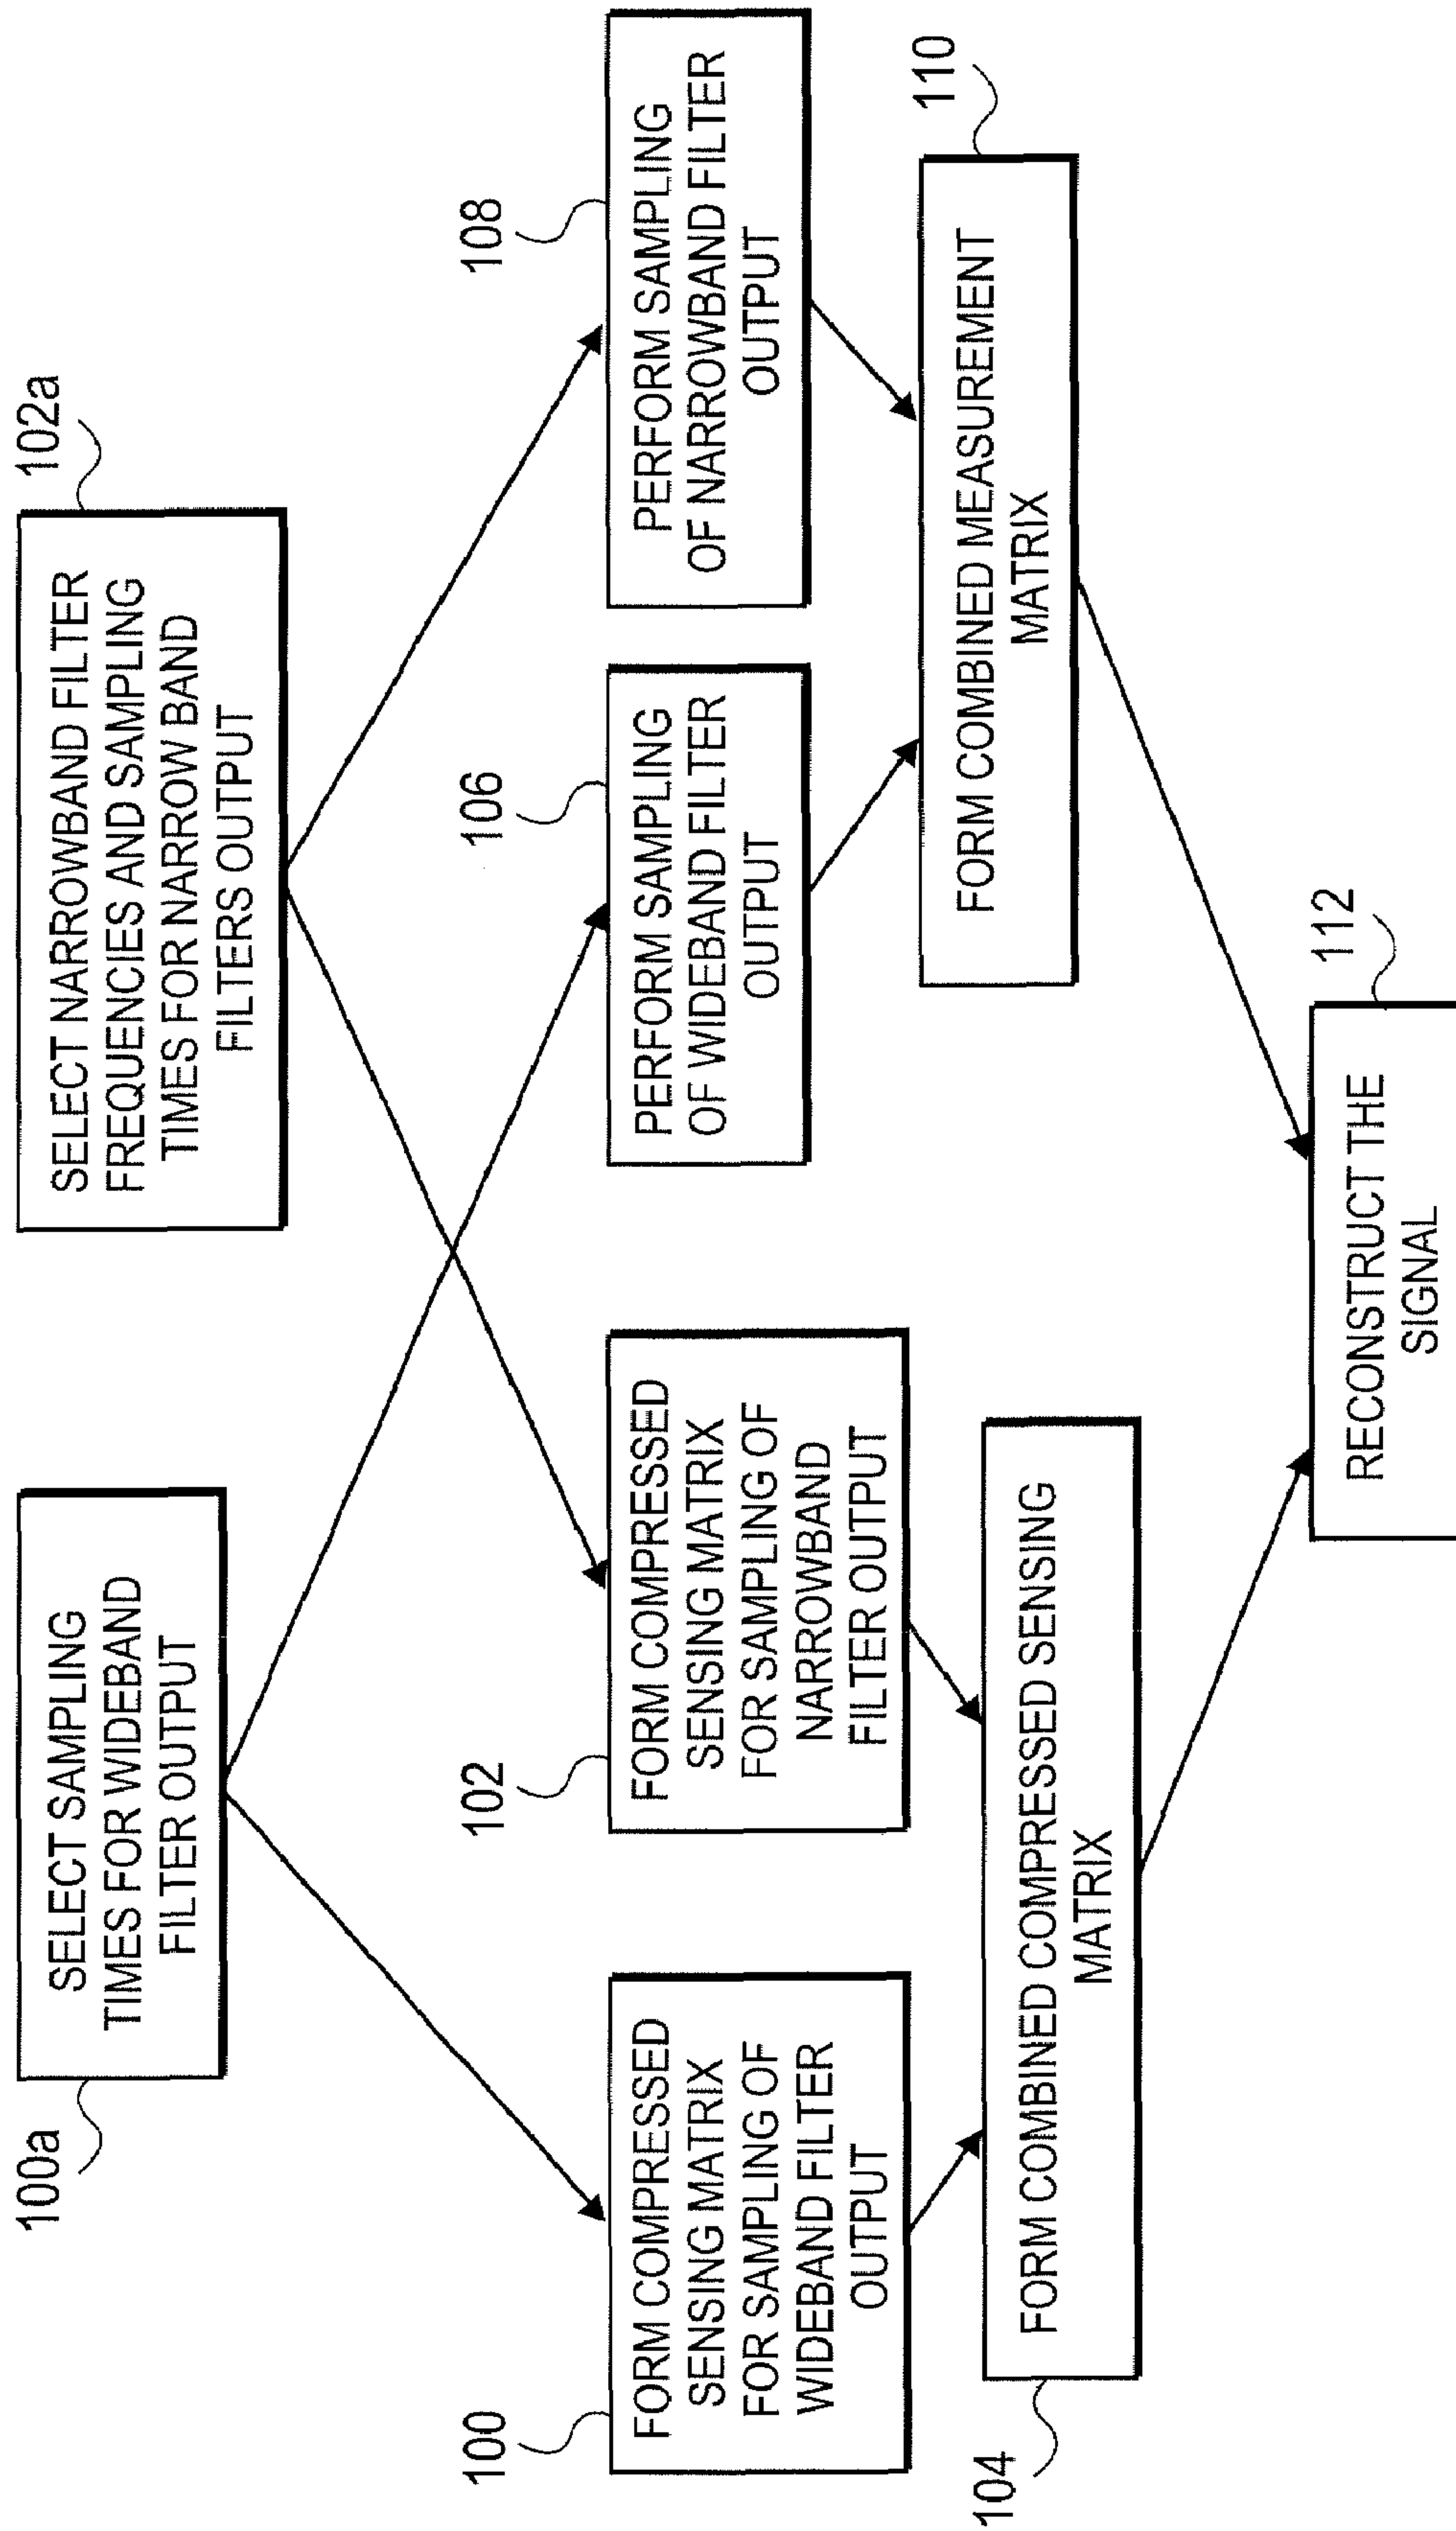 100a
SELECT SAMPLING
TIMES FOR WIDEBAND
FILTER OUTPUT
102a
SELECT NARROWBAND FILTER
FREQUENCIES AND SAMPLING
TIMES FOR NARROW BAND
FILTERS OUTPUT
100
FORM COMPRESSED
SENSING MATRIX
FOR SAMPLING OF
WIDEBAND FILTER
OUTPUT
102
FORM COMPRESSED
SENSING MATRIX
FOR SAMPLING OF
NARROWBAND
FILTER OUTPUT
106
PERFORM SAMPLING
OF WIDEBAND FILTER
OUTPUT
108
PERFORM SAMPLING
OF NARROWBAND FILTER
OUTPUT
104
FORM COMBINED COMPRESSED SENSING
MATRIX
110
FORM COMBINED MEASUREMENT
MATRIX
112
RECONSTRUCT THE
SIGNAL